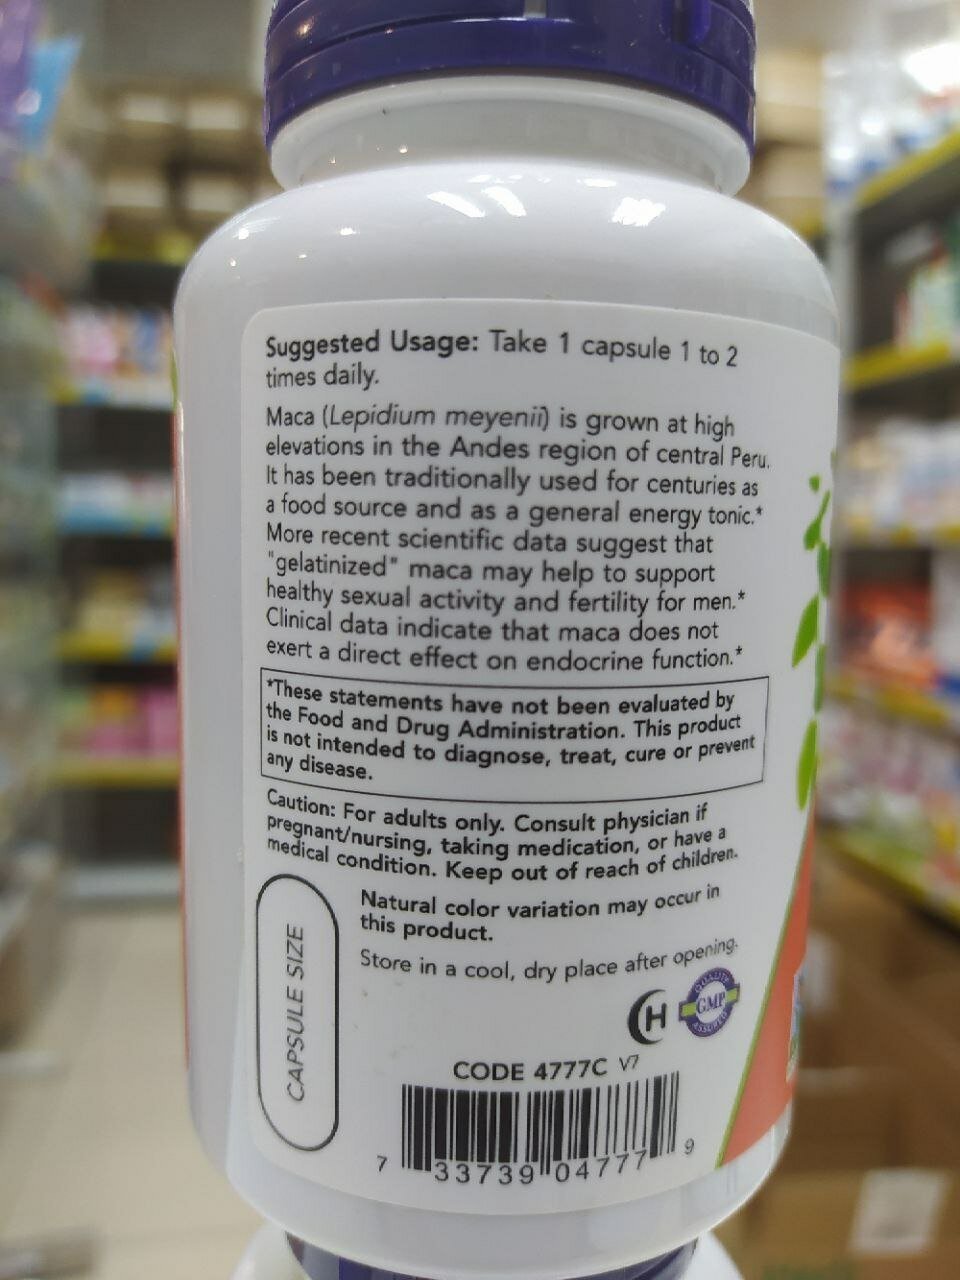 Suggested Usage: Take 1 capsule 1 to 2
times daily.
Maca (Lepidium meyenii) is grown at high
elevations in the Andes region of central Peru.
It has been traditionally used for centuries as
a food source and as a general energy tonic.*
More recent scientific data suggest that
"gelatinized" maca may help to support
healthy sexual activity and fertility for men.*
Clinical data indicate that maca does not
exert a direct effect on endocrine function.*
*These statements have not been evaluated by
the Food and Drug Administration. This product
is not intended to diagnose, treat, cure or prevent
any disease.
Caution: For adults only. Consult physician if
pregnant/nursing, taking medication, or have a
medical condition. Keep out of reach of children.
Natural color variation may occur in
this product.
Store in a cool, dry place after opening.
CAPSULE SIZE
H
QUALITY
GMP
ASSURED
CODE 4777C V7
7 33739 04777 9